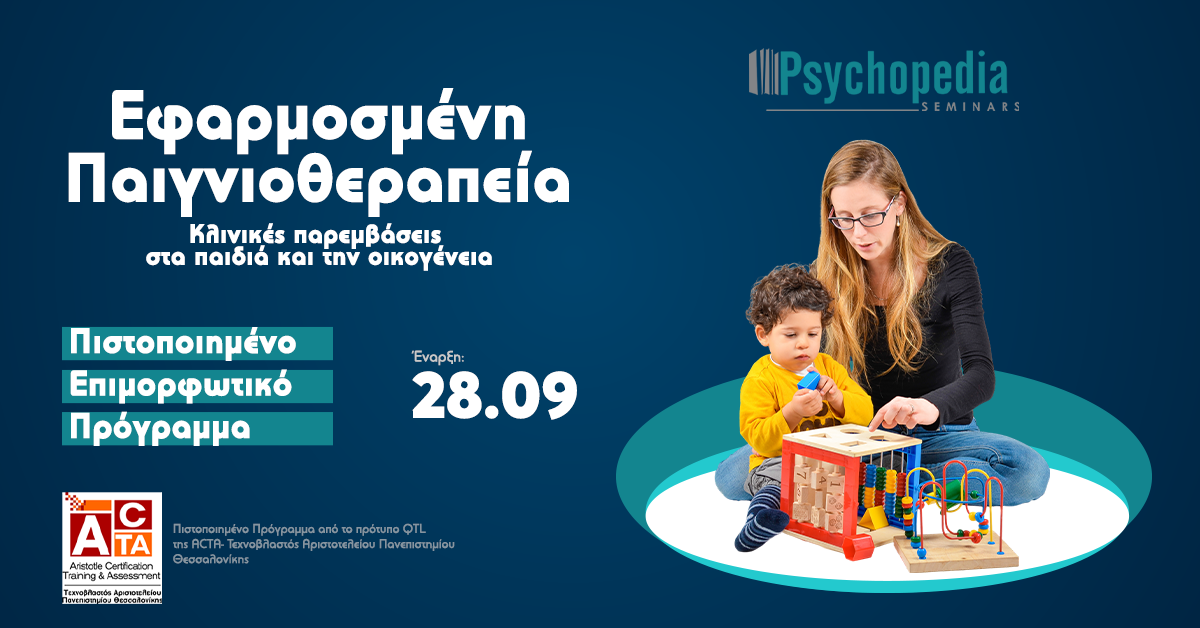 Psychopedia
SEMINARS
Εφαρμοσμένη
Παιγνιοθεραπεία
Κλινικές παρεμβάσεις
στα παιδιά και την οικογένεια
Πιστοποιημένο
Επιμορφωτικό
Πρόγραμμα
Έναρξη:
28.09
A C
TA
Aristotle Certification
Training & Assessment
Τεχνοβλαστός Αριστοτελείου
Πανεπιστημίου Θεσσαλονίκης
Πιστοποιημένο Πρόγραμμα από το πρότυπο QTL
της ACTA- Τεχνοβλαστός Αριστοτελείου Πανεπιστημίου
Θεσσαλονίκης